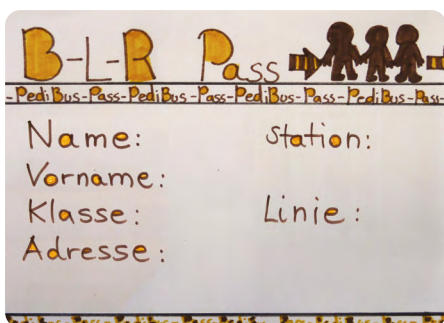 B-L-R Pass
-PediBus-Pass-PediBus-Pass-PediBus-Pass-PediBus-Pass
Name: Station:
Vorname:
Klasse: Linie:
Adresse: